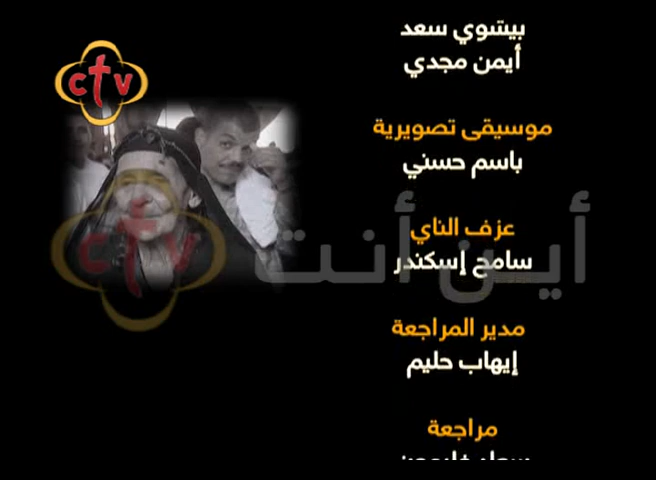 ctv
بيشوي سعد
أيمن مجدي
موسيقى تصويرية
باسم حسني
عزف الناي
سامح إسكندر
مدير المراجعة
إيهاب حليم
مراجعة
ctv أين أنت